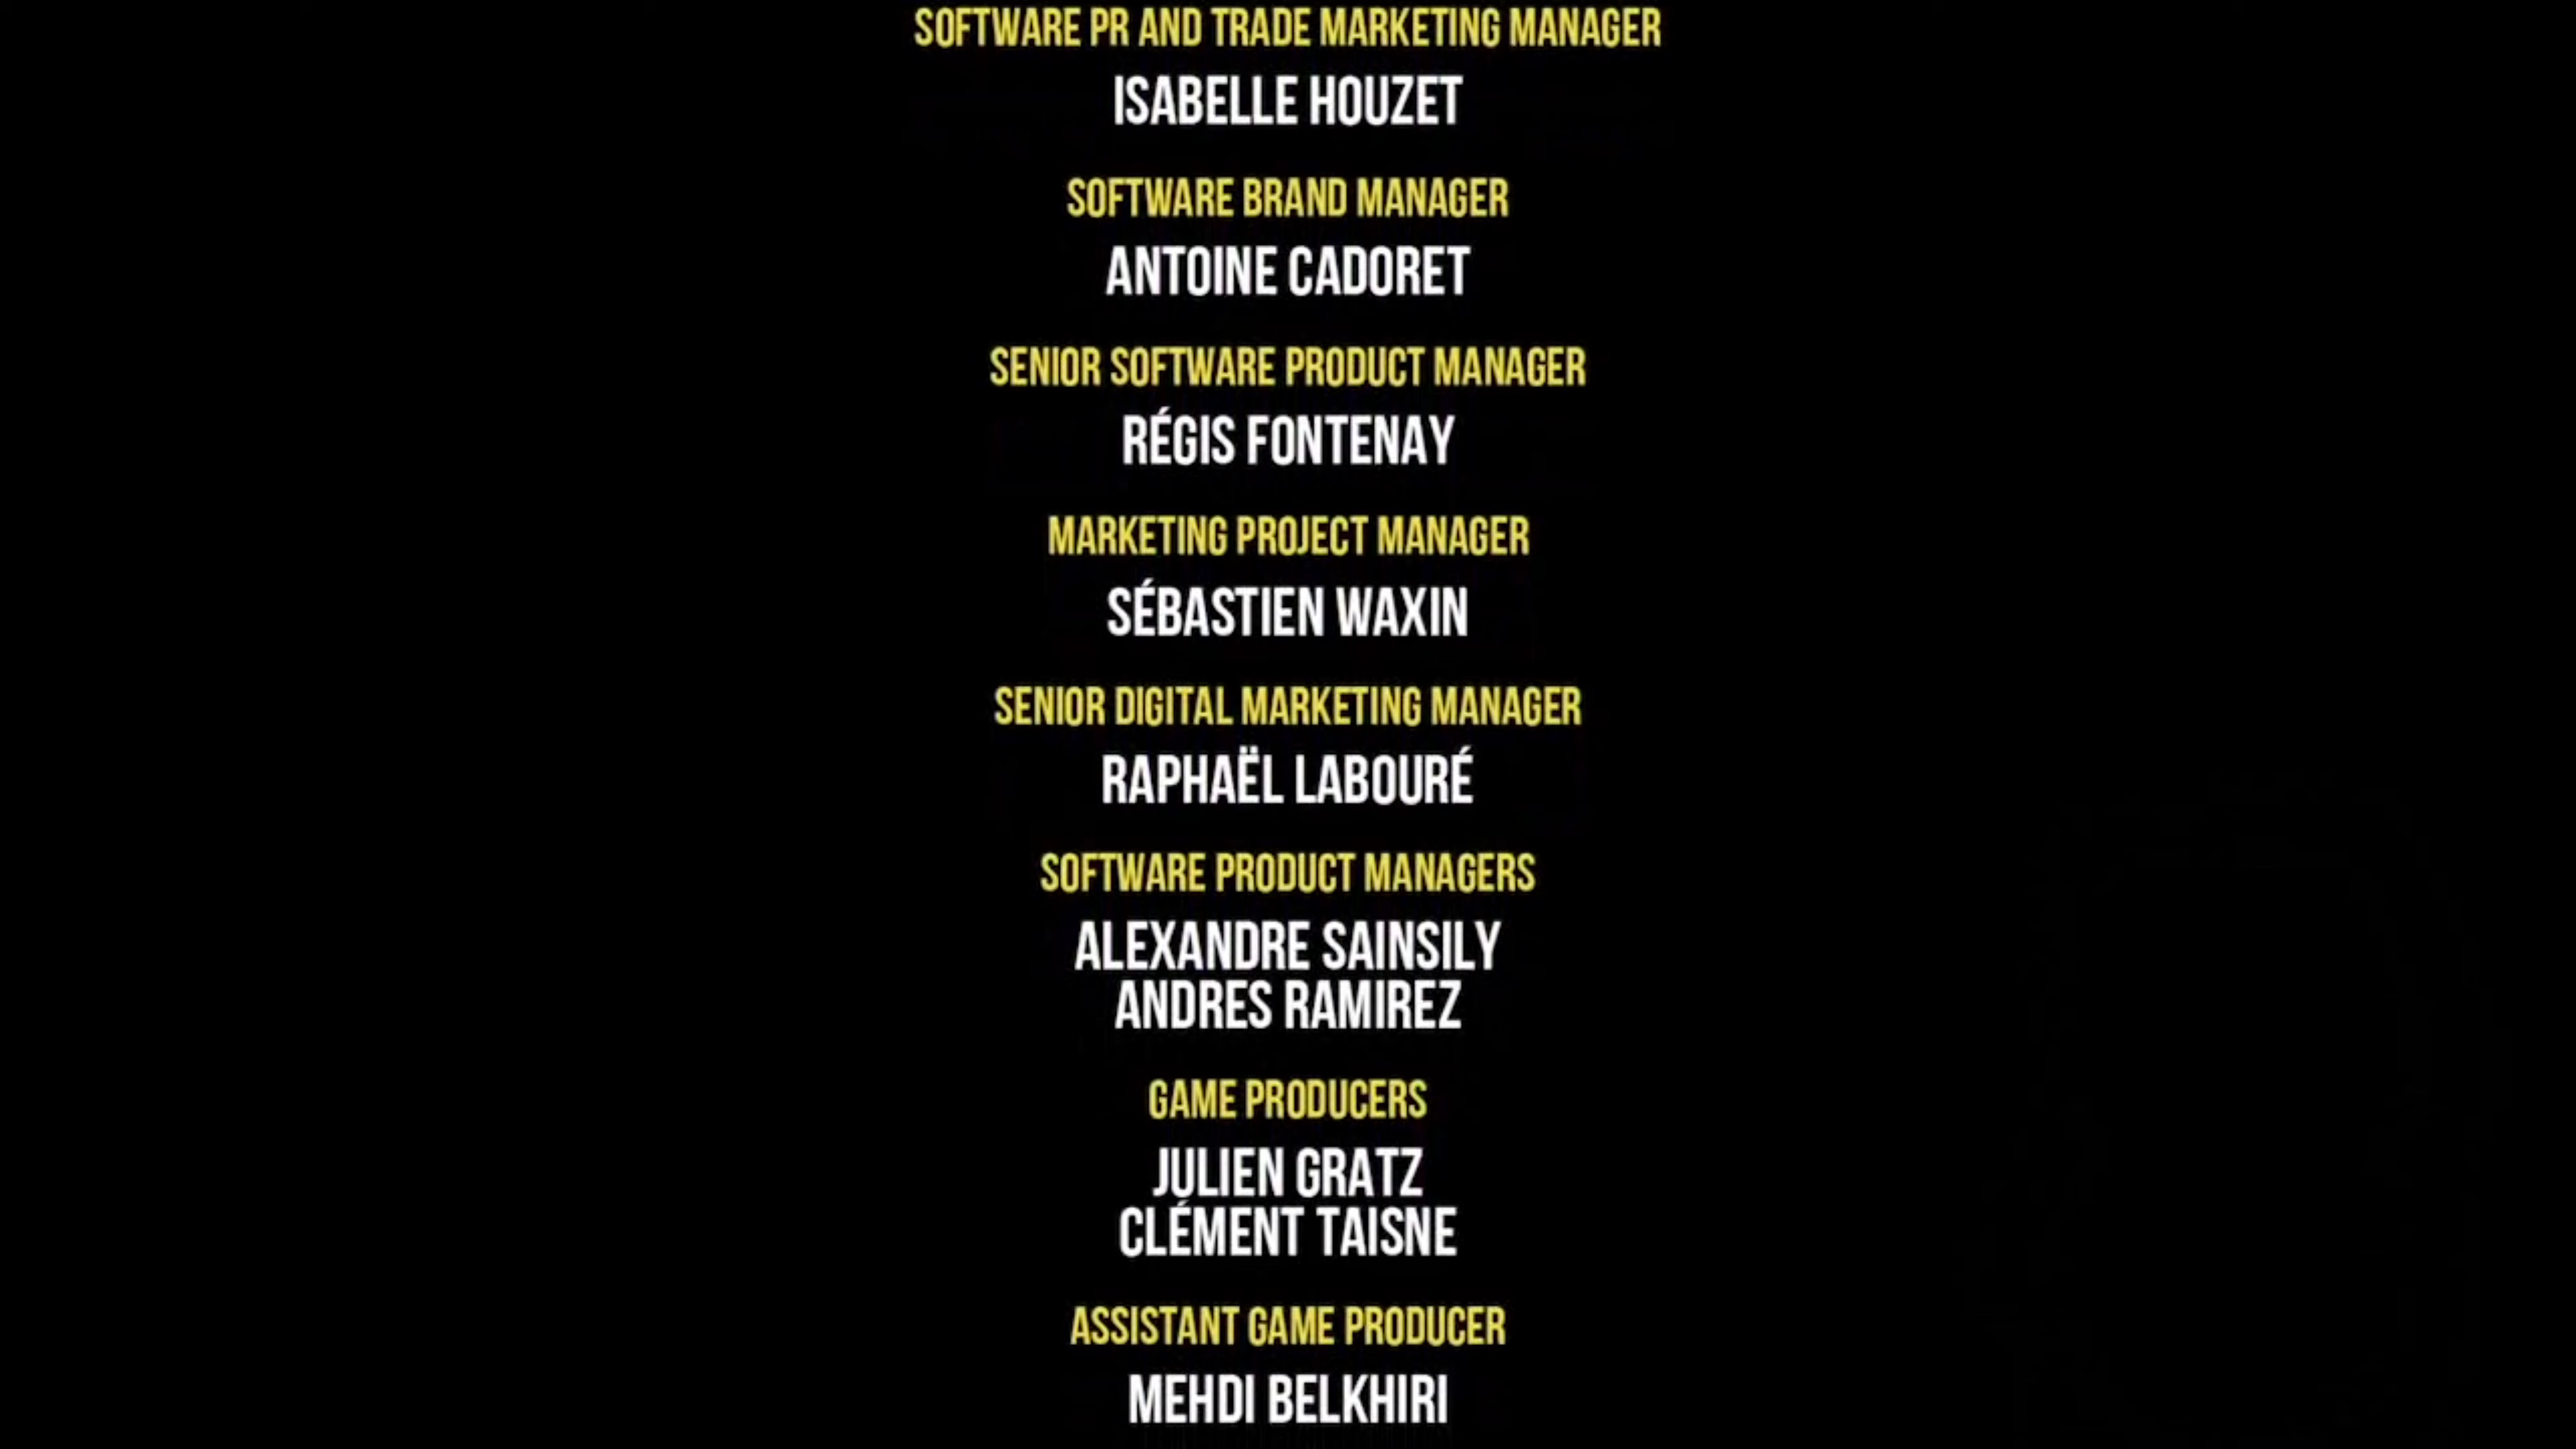 SOFTWARE PR AND TRADE MARKETING MANAGER
ISABELLE HOUZET
SOFTWARE BRAND MANAGER
ANTOINE CADORET
SENIOR SOFTWARE PRODUCT MANAGER
RÉGIS FONTENAY
MARKETING PROJECT MANAGER
SÉBASTIEN WAXIN
SENIOR DIGITAL MARKETING MANAGER
RAPHAËL LABOURÉ
SOFTWARE PRODUCT MANAGERS
ALEXANDRE SAINSILY
ANDRES RAMIREZ
GAME PRODUCERS
JULIEN GRATZ
CLÉMENT TAISNE
ASSISTANT GAME PRODUCER
MEHDI BELKHIRI